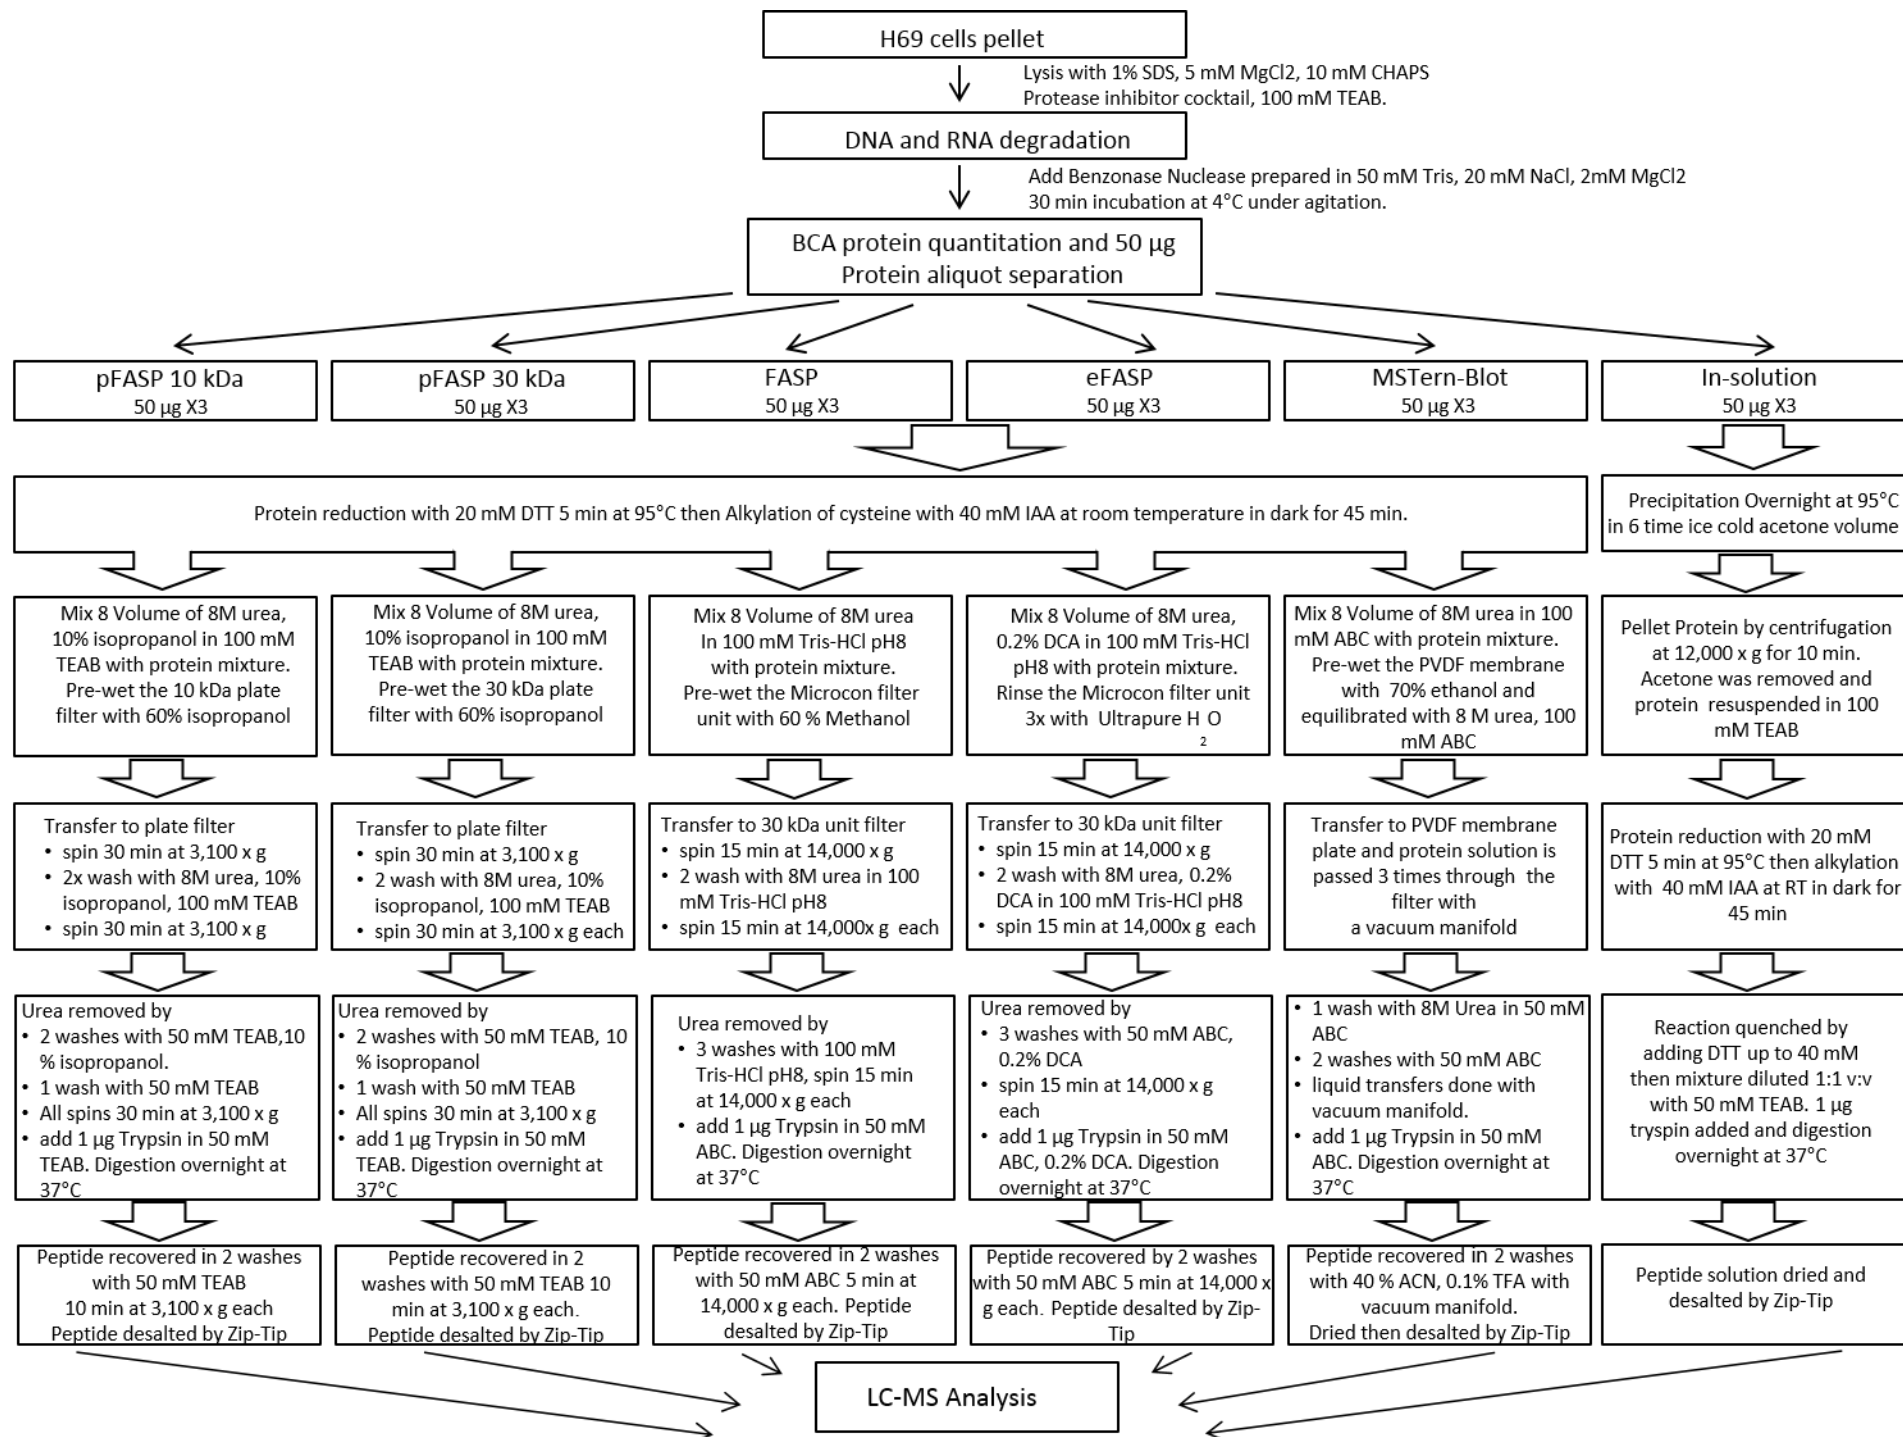 H69 cells pellet
Lysis with 1% SDS, 5 mM MgCl2, 10 mM CHAPS
Protease inhibitor cocktail, 100 mM TEAB.
DNA and RNA degradation
Add Benzonase Nuclease prepared in 50 mM Tris, 20 mM NaCl, 2mM MgCl2
30 min incubation at 4°C under agitation.
BCA protein quantitation and 50 µg
Protein aliquot separation
pFASP 10 kDa
50 µg X3
pFASP 30 kDa
50 µg X3
FASP
50 µg X3
eFASP
50 µg X3
MSTern-Blot
50 µg X3
In-solution
50 µg X3
Protein reduction with 20 mM DTT 5 min at 95°C then Alkylation of cysteine with 40 mM IAA at room temperature in dark for 45 min.
Precipitation Overnight at 95°C
in 6 time ice cold acetone volume
Mix 8 Volume of 8M urea,
10% isopropanol in 100 mM
TEAB with protein mixture.
Pre-wet the 10 kDa plate
filter with 60% isopropanol
Mix 8 Volume of 8M urea,
10% isopropanol in 100 mM
TEAB with protein mixture.
Pre-wet the 30 kDa plate
filter with 60% isopropanol
Mix 8 Volume of 8M urea
In 100 mM Tris-HCl pH8
with protein mixture.
Pre-wet the Microcon filter
unit with 60 % Methanol
Mix 8 Volume of 8M urea,
0.2% DCA in 100 mM Tris-HCl
pH8 with protein mixture.
Rinse the Microcon filter unit
3x with Ultrapure H2O
Mix 8 Volume of 8M urea in 100
mM ABC with protein mixture.
Pre-wet the PVDF membrane
with 70% ethanol and
equilibrated with 8 M urea, 100
mM ABC
Pellet Protein by centrifugation
at 12,000 x g for 10 min.
Acetone was removed and
protein resuspended in 100
mM TEAB
Transfer to plate filter
• spin 30 min at 3,100 x g
• 2x wash with 8M urea, 10%
isopropanol, 100 mM TEAB
• spin 30 min at 3,100 x g
Transfer to plate filter
• spin 30 min at 3,100 x g
• 2 wash with 8M urea, 10%
isopropanol, 100 mM TEAB
• spin 30 min at 3,100 x g each
Transfer to 30 kDa unit filter
• spin 15 min at 14,000 x g
• 2 wash with 8M urea in 100
mM Tris-HCl pH8
• spin 15 min at 14,000x g each
Transfer to 30 kDa unit filter
• spin 15 min at 14,000 x g
• 2 wash with 8M urea, 0.2%
DCA in 100 mM Tris-HCl pH8
• spin 15 min at 14,000x g each
Transfer to PVDF membrane
plate and protein solution is
passed 3 times through the
filter with
a vacuum manifold
Protein reduction with 20 mM
DTT 5 min at 95°C then alkylation
with 40 mM IAA at RT in dark for
45 min
Urea removed by
• 2 washes with 50 mM TEAB,10
% isopropanol.
• 1 wash with 50 mM TEAB
• All spins 30 min at 3,100 x g
• add 1 µg Trypsin in 50 mM
TEAB. Digestion overnight at
37°C
Urea removed by
• 2 washes with 50 mM TEAB, 10
% isopropanol
• 1 wash with 50 mM TEAB
• All spins 30 min at 3,100 x g
• add 1 µg Trypsin in 50 mM
TEAB. Digestion overnight at
37°C
Urea removed by
• 3 washes with 100 mM
Tris-HCl pH8, spin 15 min
at 14,000 x g each
• add 1 µg Trypsin in 50 mM
ABC. Digestion overnight
at 37°C
Urea removed by
• 3 washes with 50 mM ABC,
0.2% DCA
• spin 15 min at 14,000 x g
each
• add 1 µg Trypsin in 50 mM
ABC, 0.2% DCA. Digestion
overnight at 37°C
• 1 wash with 8M Urea in 50 mM
ABC
• 2 washes with 50 mM ABC
• liquid transfers done with
vacuum manifold.
• add 1 µg Trypsin in 50 mM
ABC. Digestion overnight at
37°C
Reaction quenched by
adding DTT up to 40 mM
then mixture diluted 1:1 v:v
with 50 mM TEAB. 1 µg
tryspin added and digestion
overnight at 37°C
Peptide recovered in 2 washes
with 50 mM TEAB
10 min at 3,100 x g each
Peptide desalted by Zip-Tip
Peptide recovered in 2
washes with 50 mM TEAB 10
min at 3,100 x g each.
Peptide desalted by Zip-Tip
Peptide recovered in 2 washes
with 50 mM ABC 5 min at
14,000 x g each. Peptide
desalted by Zip-Tip
Peptide recovered by 2 washes
with 50 mM ABC 5 min at 14,000 x
g each. Peptide desalted by Zip-
Tip
Peptide recovered in 2 washes
with 40 % ACN, 0.1% TFA with
vacuum manifold.
Dried then desalted by Zip-Tip
Peptide solution dried and
desalted by Zip-Tip
LC-MS Analysis